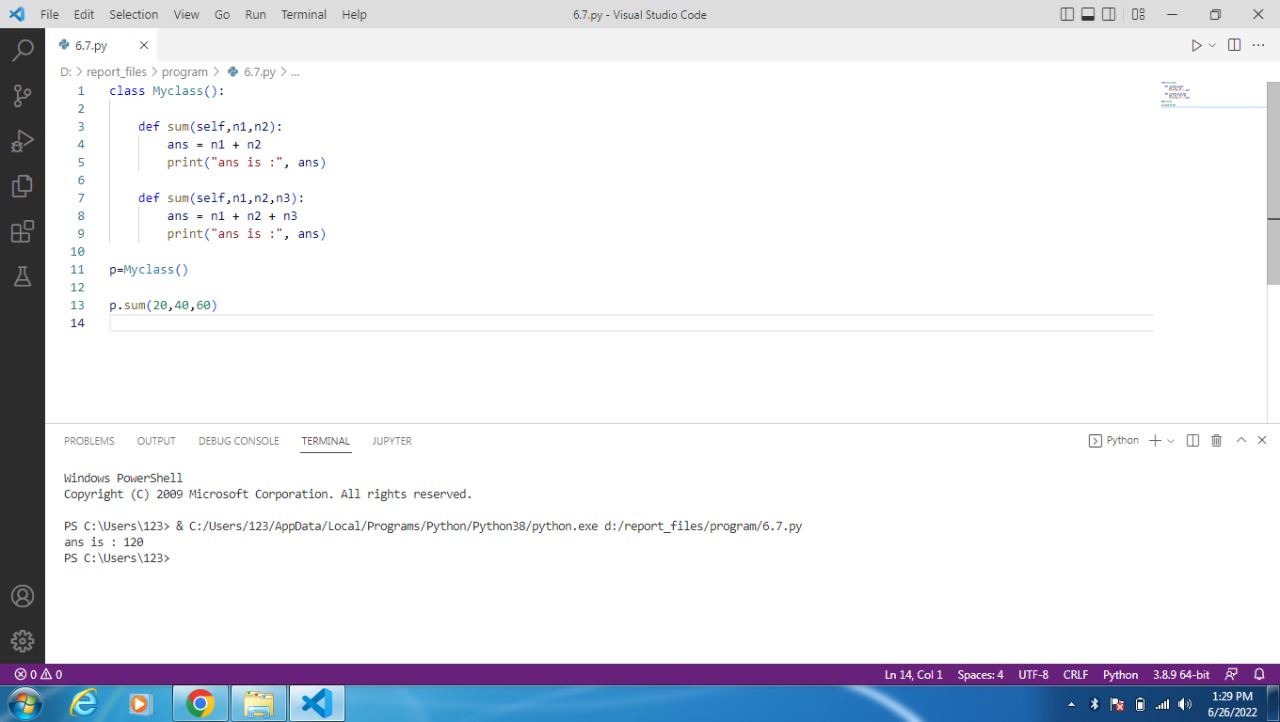 File Edit Selection View Go Run Terminal Help 6.7.py - Visual Studio Code
6.7.py
D: > report_files > program > 6.7.py > ...
1 class Myclass():
2
3     def sum(self,n1,n2):
4         ans = n1 + n2
5         print("ans is :", ans)
6
7     def sum(self,n1,n2,n3):
8         ans = n1 + n2 + n3
9         print("ans is :", ans)
10
11 p=Myclass()
12
13 p.sum(20,40,60)
14
PROBLEMS OUTPUT DEBUG CONSOLE TERMINAL JUPYTER Python
Windows PowerShell
Copyright (C) 2009 Microsoft Corporation. All rights reserved.
PS C:\Users\123> & C:/Users/123/AppData/Local/Programs/Python/Python38/python.exe d:/report_files/program/6.7.py
ans is : 120
PS C:\Users\123>
0 0 Ln 14, Col 1 Spaces: 4 UTF-8 CRLF Python 3.8.9 64-bit
1:29 PM
6/26/2022